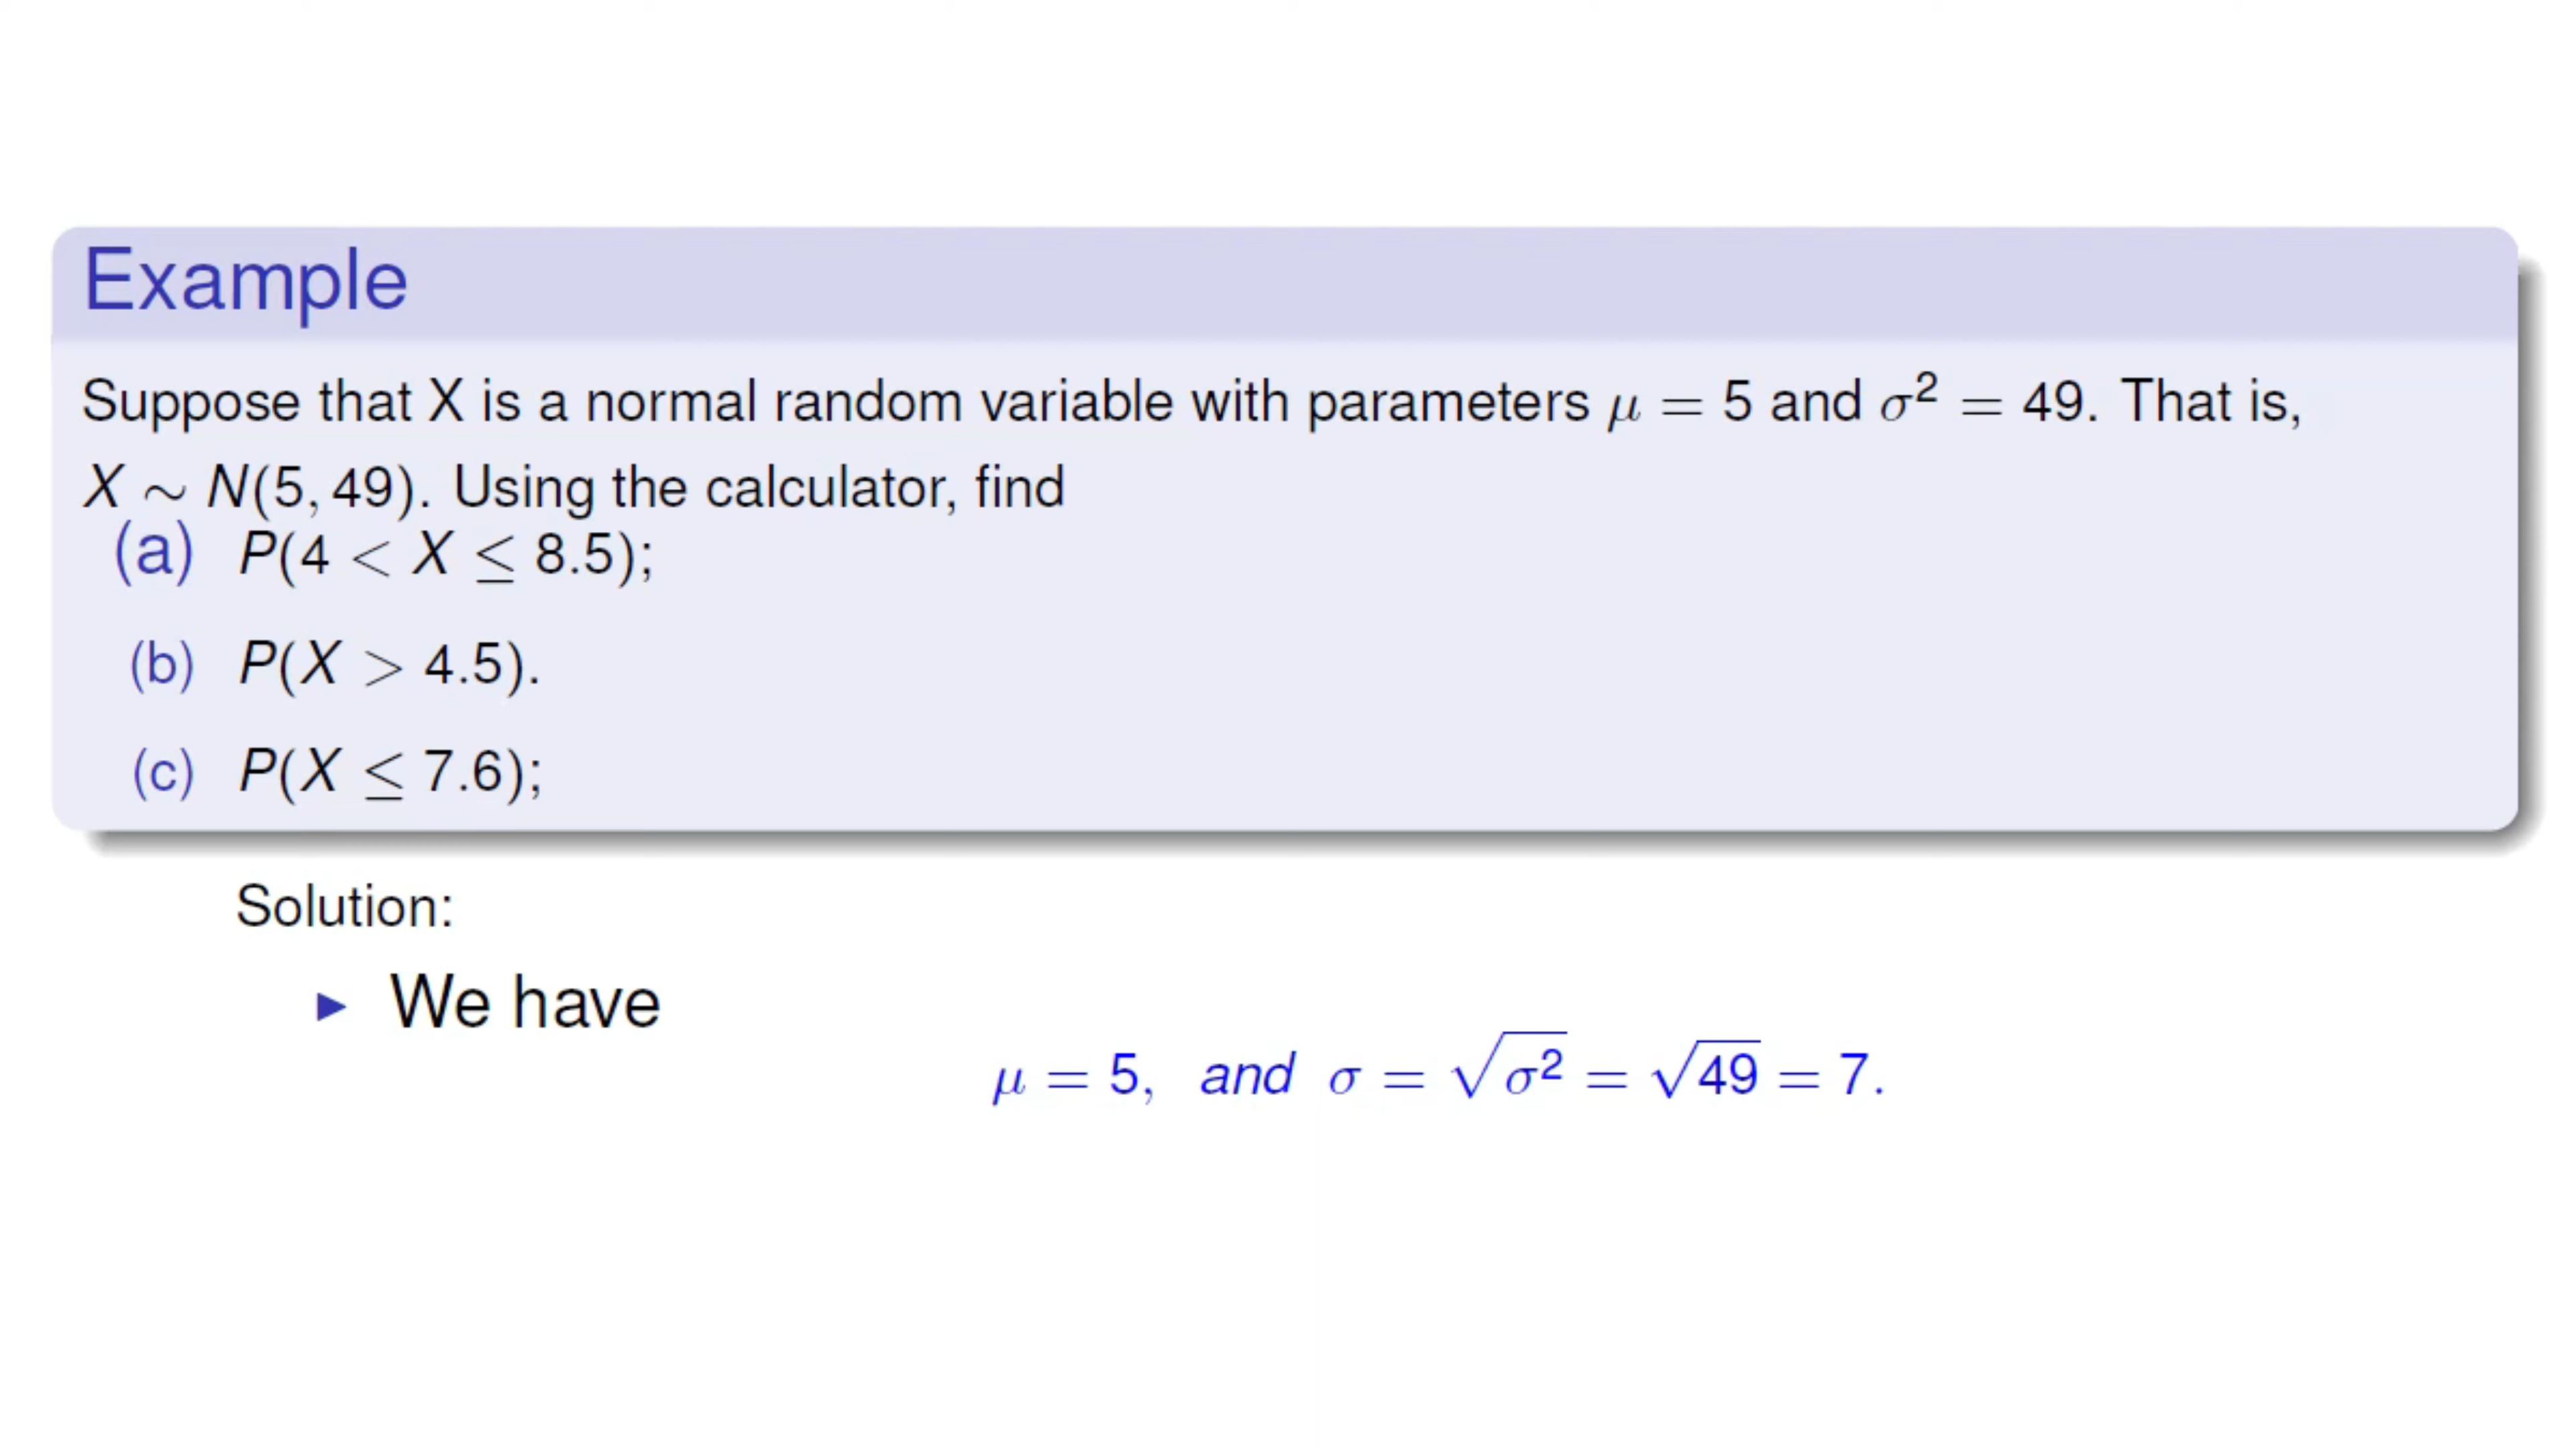 Example
Suppose that X is a normal random variable with parameters μ = 5 and σ² = 49. That is,
X ∼ N(5, 49). Using the calculator, find
(a) P(4 < X ≤ 8.5);
(b) P(X > 4.5).
(c) P(X ≤ 7.6);
Solution:
▶ We have
μ = 5, and σ = √σ² = √49 = 7.